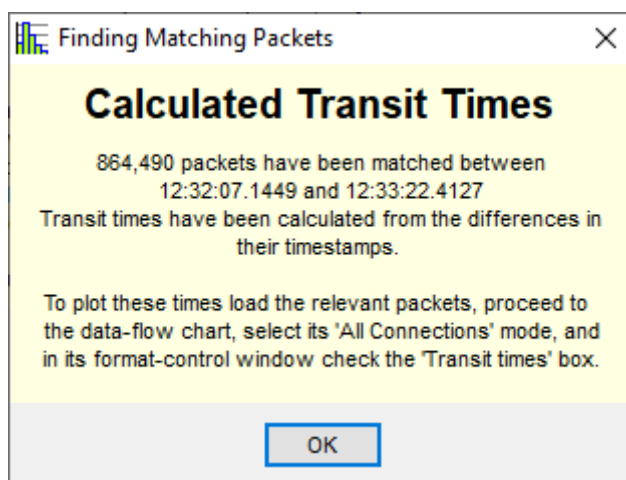 Finding Matching Packets
Calculated Transit Times
864,490 packets have been matched between
12:32:07.1449 and 12:33:22.4127
Transit times have been calculated from the differences in
their timestamps.
To plot these times load the relevant packets, proceed to
the data-flow chart, select its 'All Connections' mode, and
in its format-control window check the 'Transit times' box.
OK